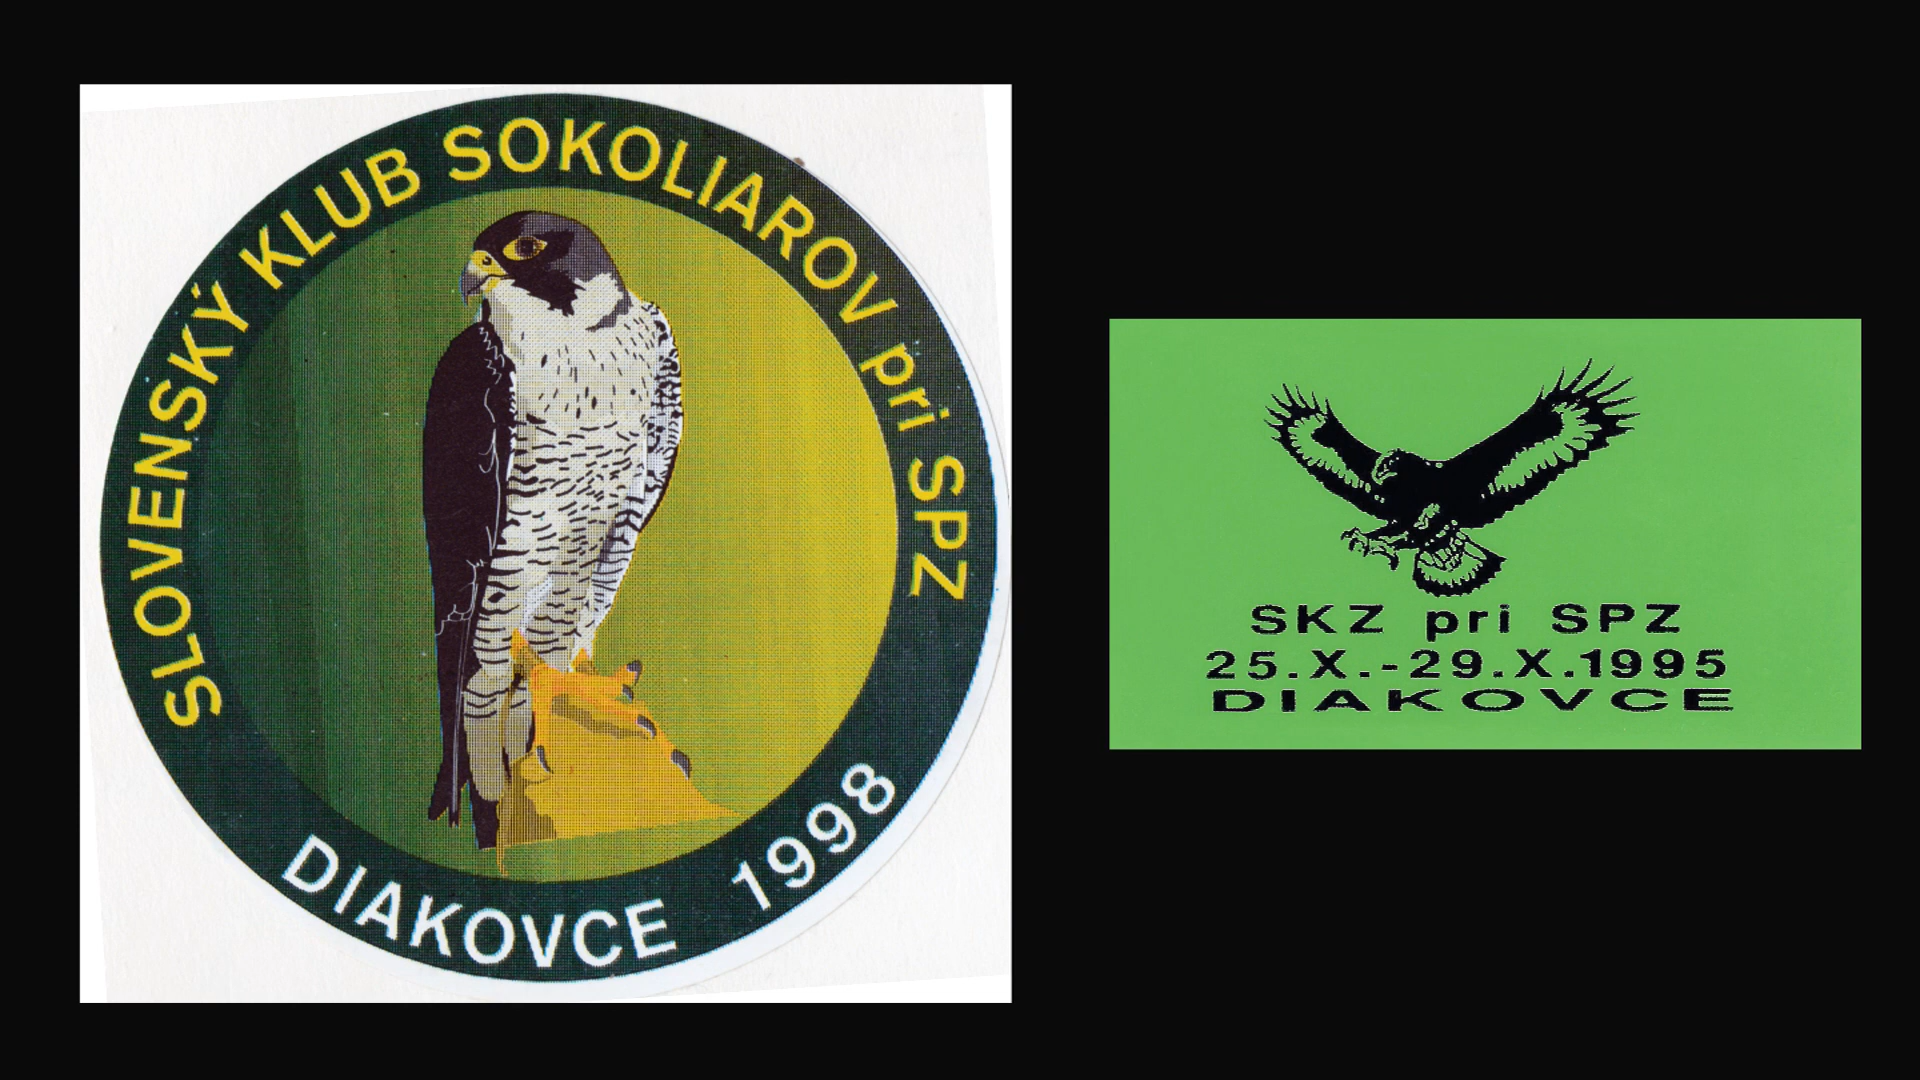 SLOVENSKÝ KLUB SOKOLIAROV pri SPZ
DIAKOVCE 1998
SKZ pri SPZ
25.X.-29.X.1995
DIAKOVCE